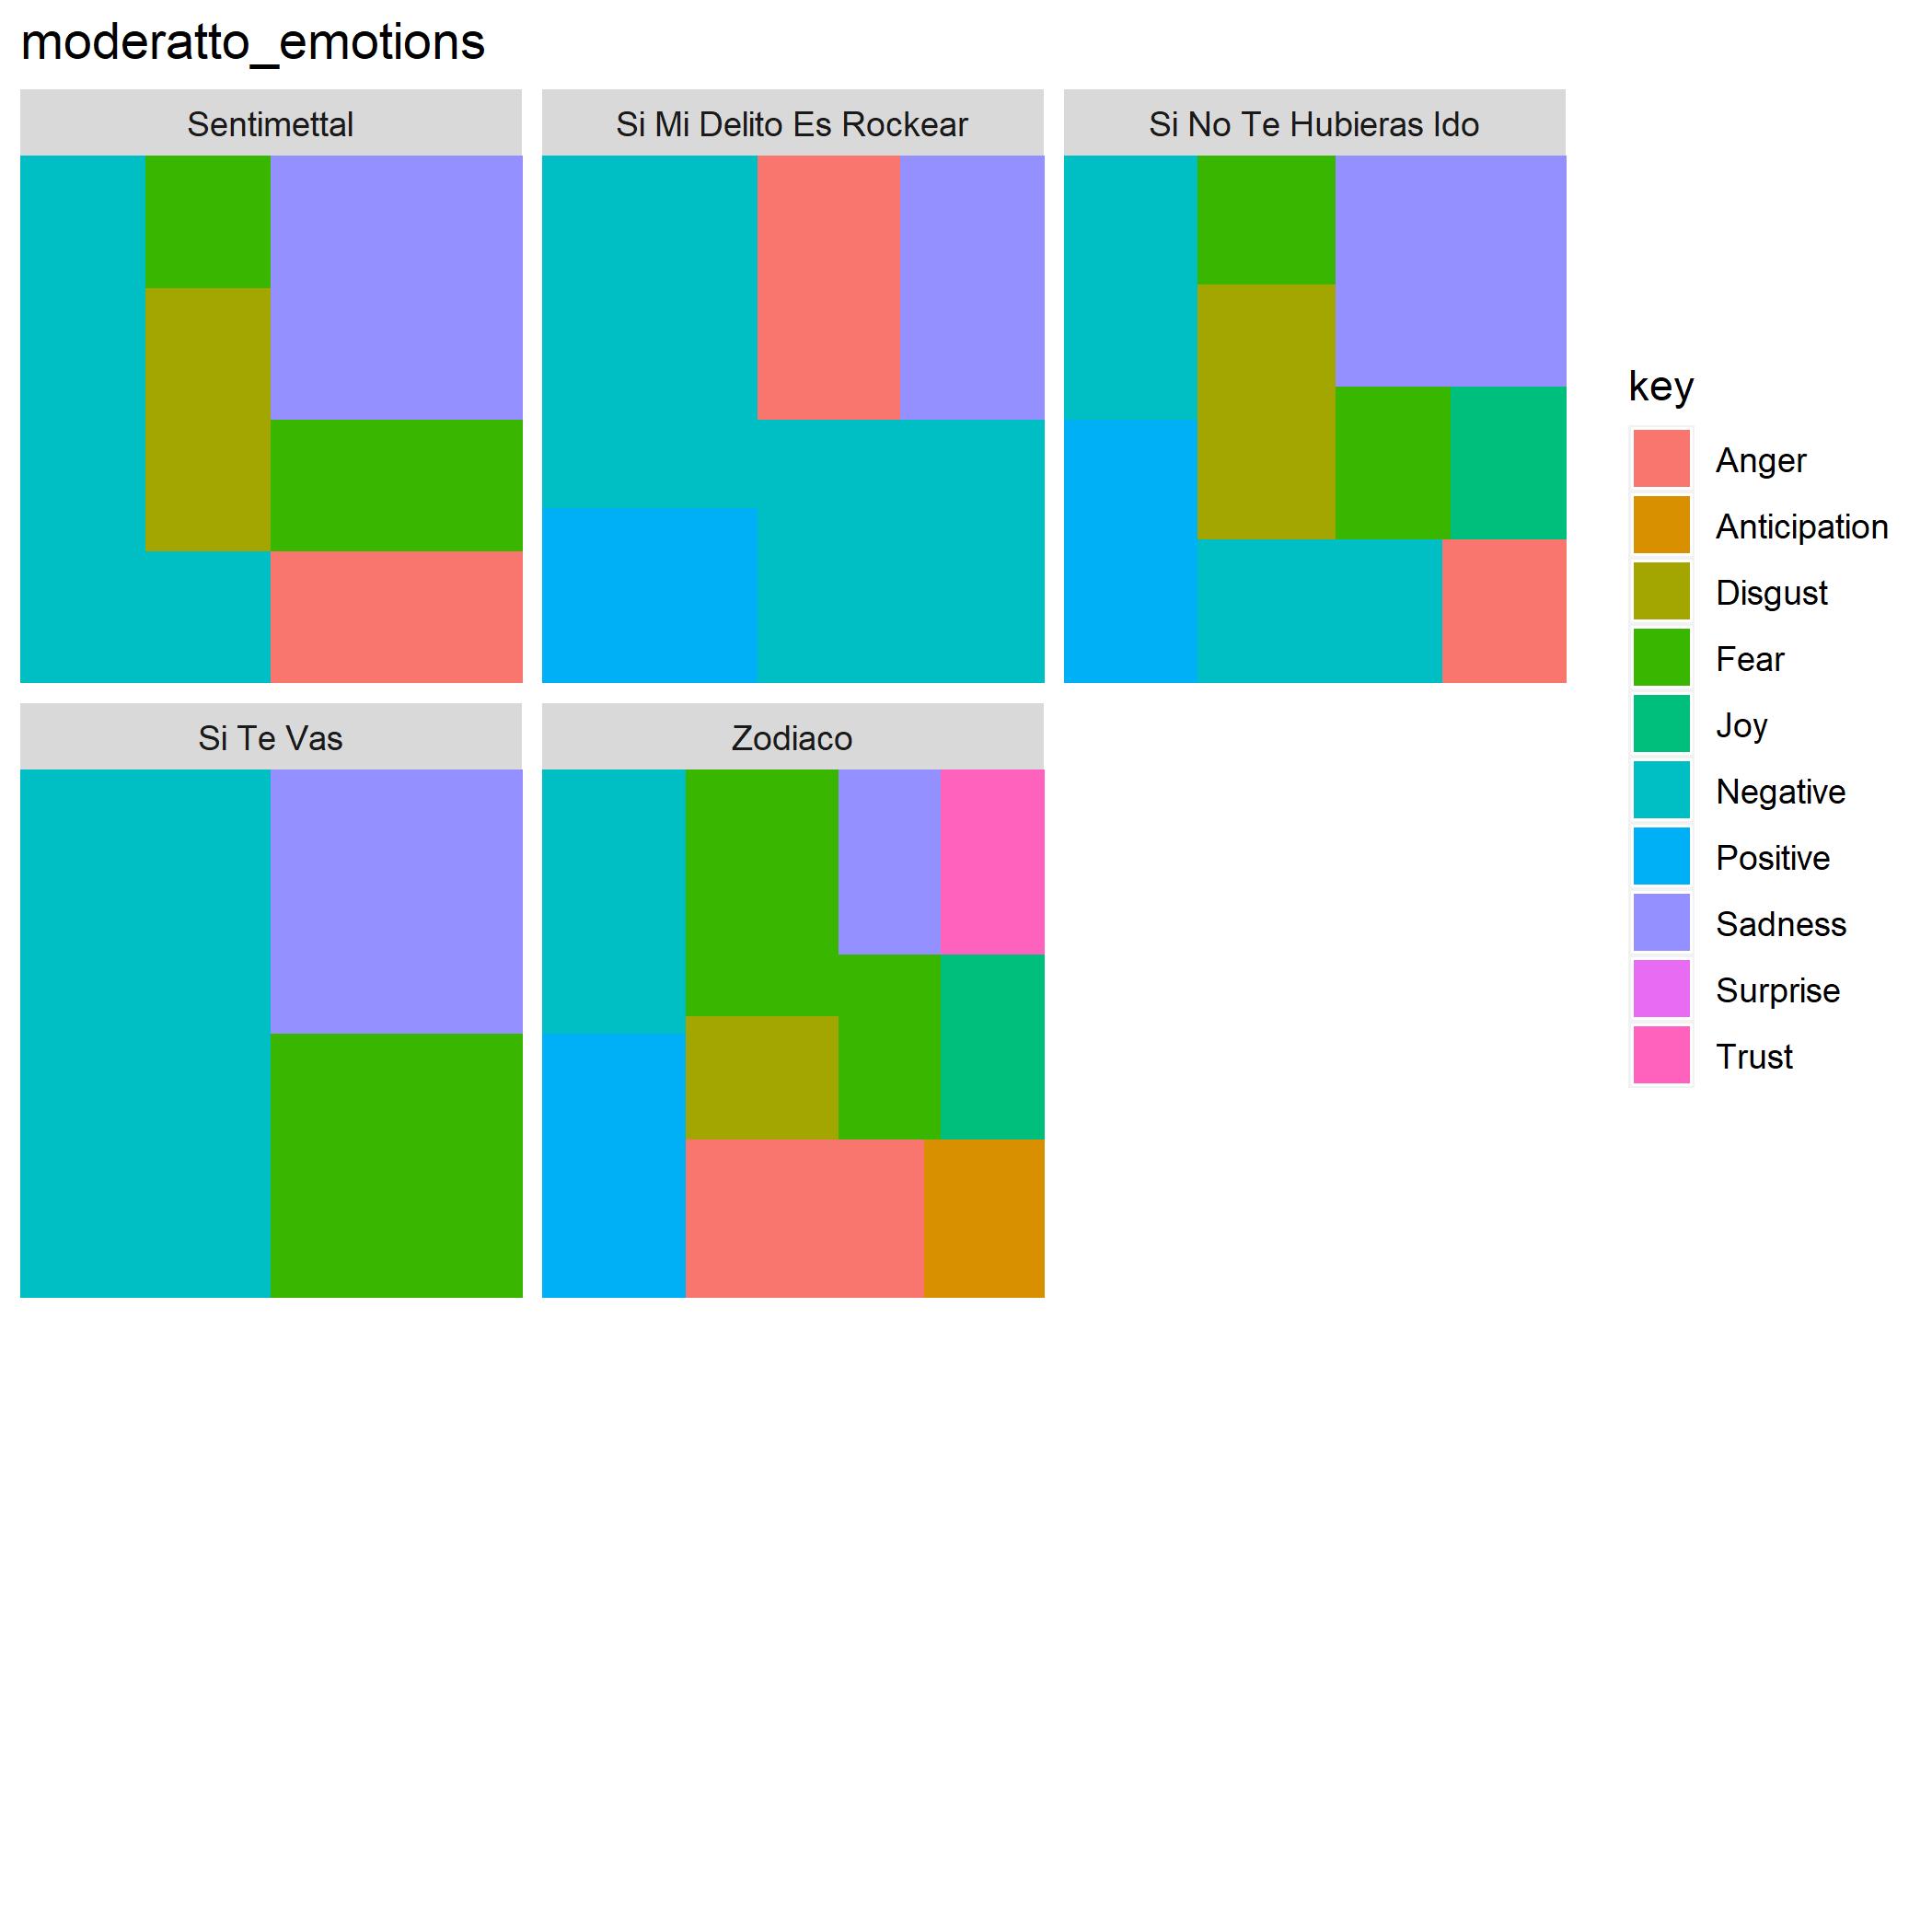 moderatto_emotions
Sentimettal
Si Mi Delito Es Rockear
Si No Te Hubieras Ido
Si Te Vas
Zodiaco
key
Anger
Anticipation
Disgust
Fear
Joy
Negative
Positive
Sadness
Surprise
Trust